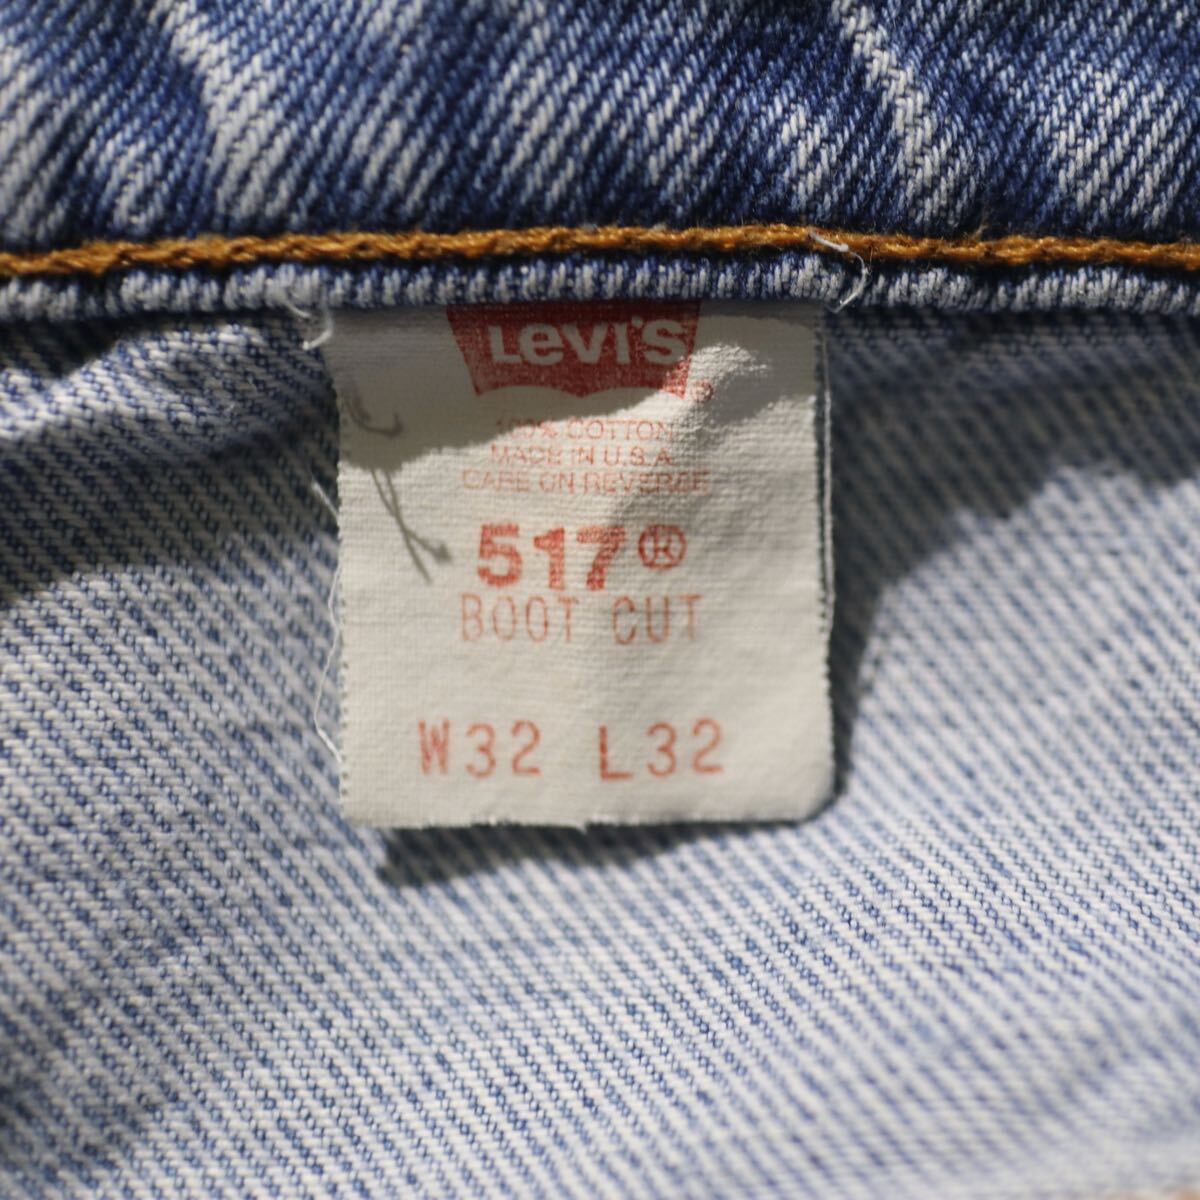 LEVI'S
®
100% COTTON
MADE IN U.S.A.
CARE ON REVERSE
517®
BOOT CUT
W32 L32